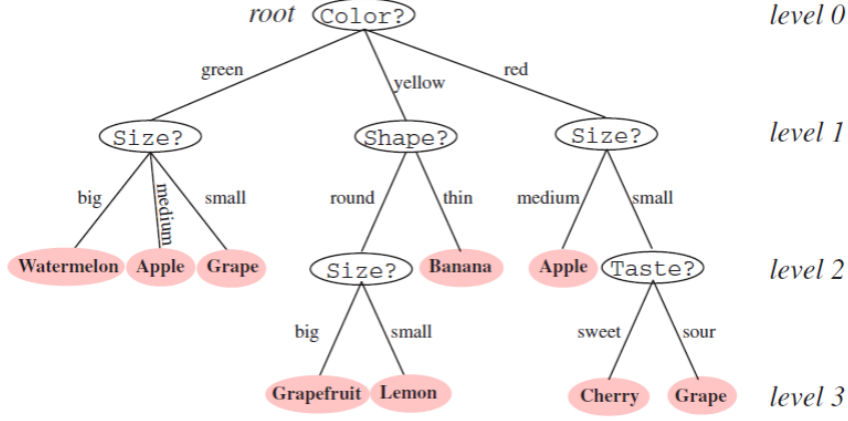 root Color? level 0
green yellow red
Size? Shape? Size? level 1
big medium small round thin medium small
Watermelon Apple Grape Size? Banana Apple Taste? level 2
big small sweet sour
Grapefruit Lemon Cherry Grape level 3